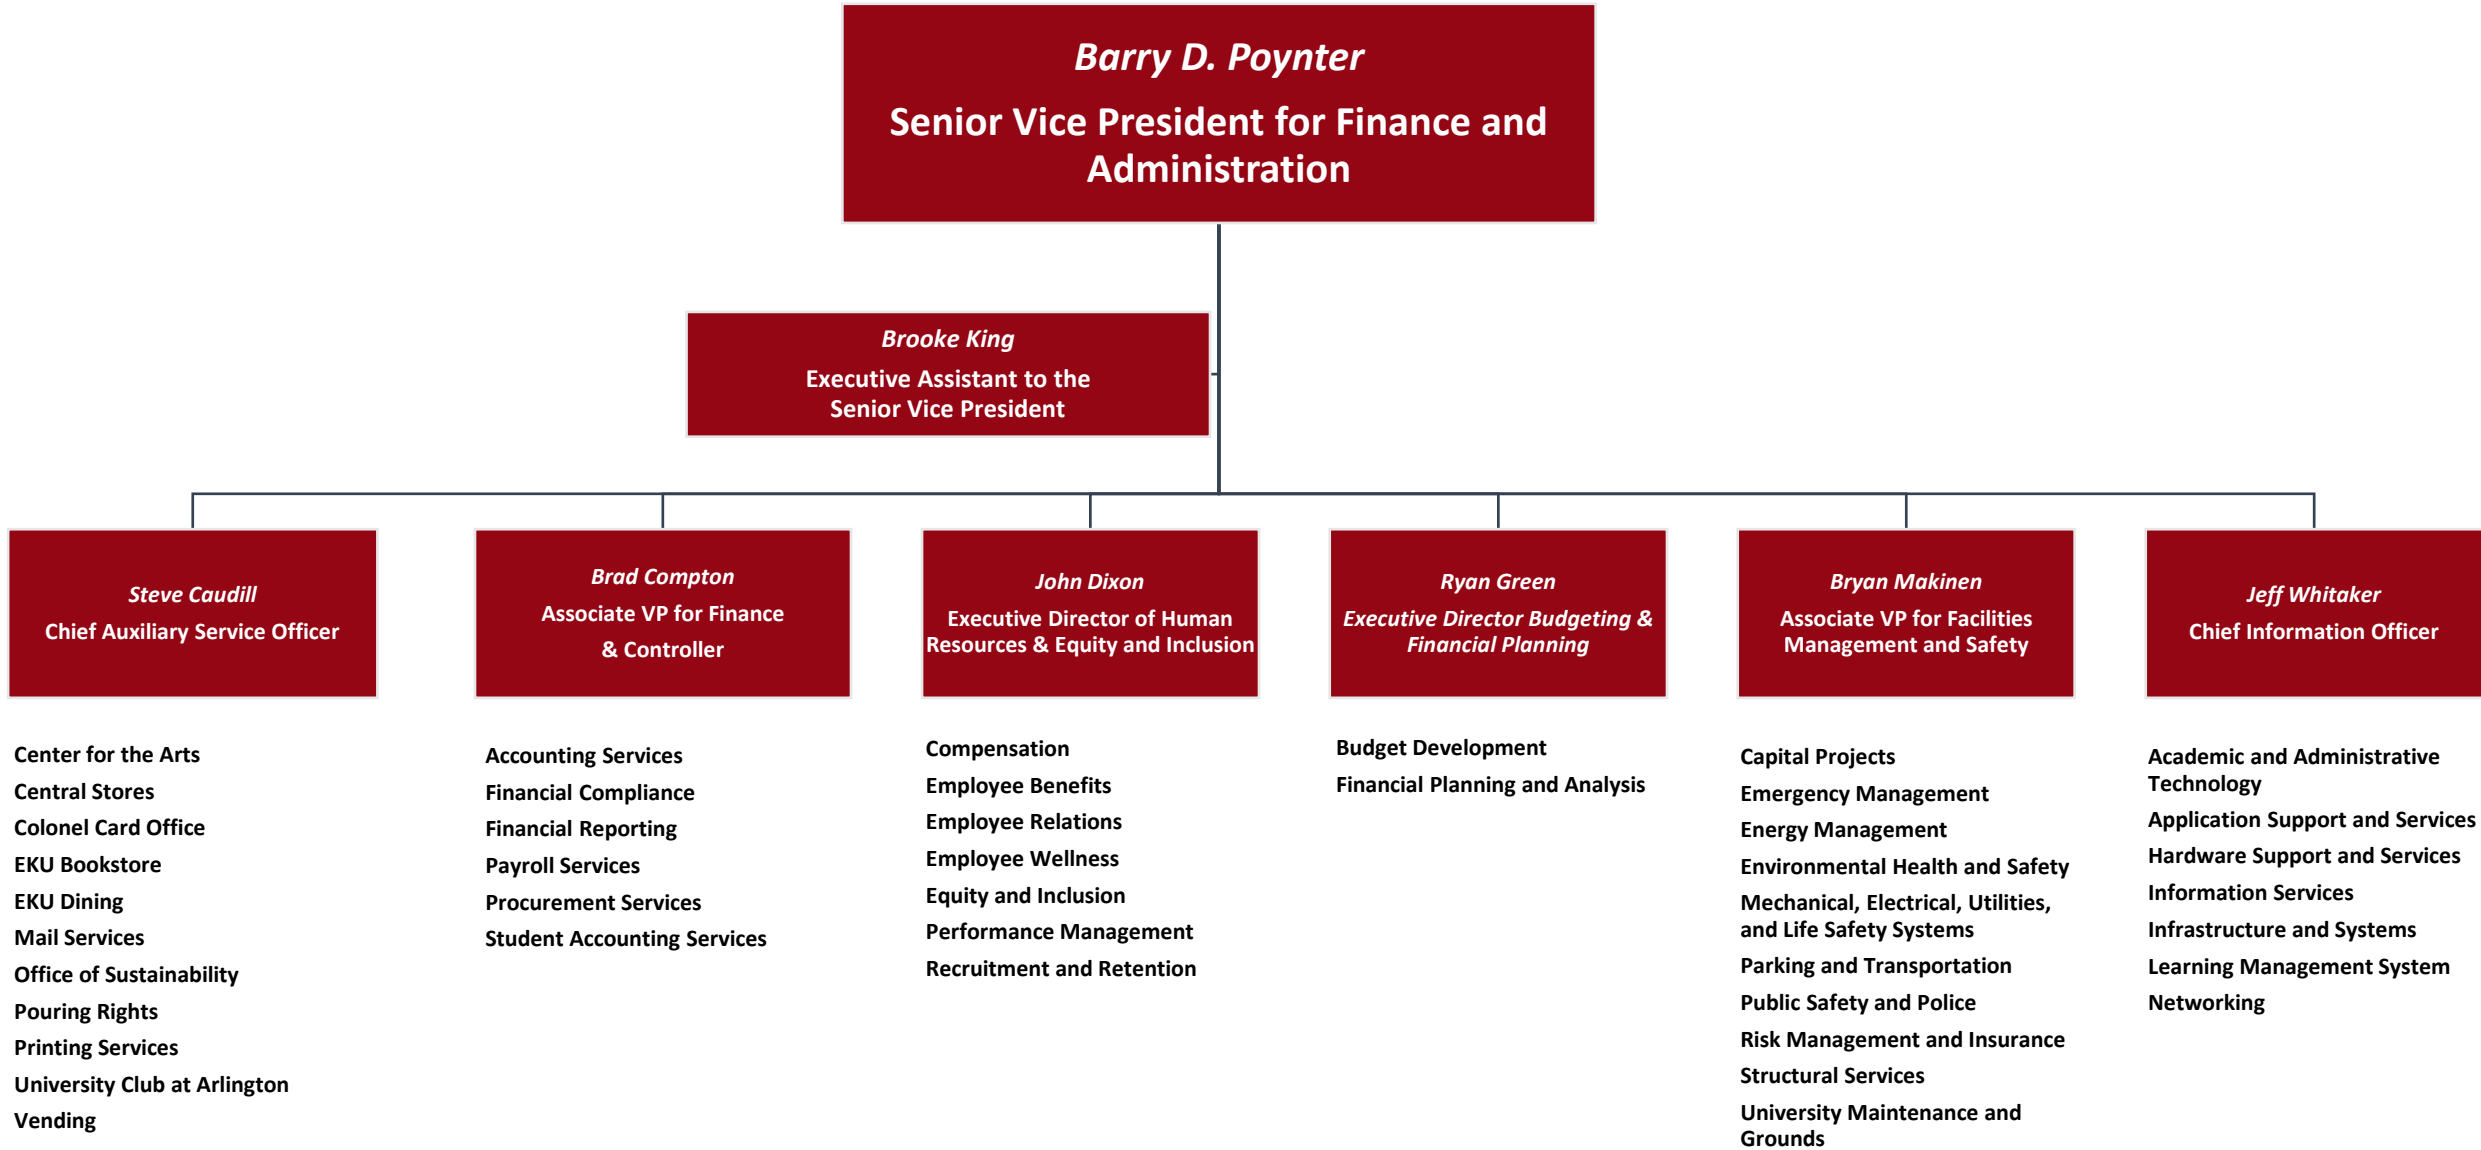 Barry D. Poynter
Senior Vice President for Finance and
Administration
Brooke King
Executive Assistant to the
Senior Vice President
Steve Caudill
Chief Auxiliary Service Officer
Center for the Arts
Central Stores
Colonel Card Office
EKU Bookstore
EKU Dining
Mail Services
Office of Sustainability
Pouring Rights
Printing Services
University Club at Arlington
Vending
Brad Compton
Associate VP for Finance
& Controller
Accounting Services
Financial Compliance
Financial Reporting
Payroll Services
Procurement Services
Student Accounting Services
John Dixon
Executive Director of Human
Resources & Equity and Inclusion
Compensation
Employee Benefits
Employee Relations
Employee Wellness
Equity and Inclusion
Performance Management
Recruitment and Retention
Ryan Green
Executive Director Budgeting &
Financial Planning
Budget Development
Financial Planning and Analysis
Bryan Makinen
Associate VP for Facilities
Management and Safety
Capital Projects
Emergency Management
Energy Management
Environmental Health and Safety
Mechanical, Electrical, Utilities,
and Life Safety Systems
Parking and Transportation
Public Safety and Police
Risk Management and Insurance
Structural Services
University Maintenance and
Grounds
Jeff Whitaker
Chief Information Officer
Academic and Administrative
Technology
Application Support and Services
Hardware Support and Services
Information Services
Infrastructure and Systems
Learning Management System
Networking